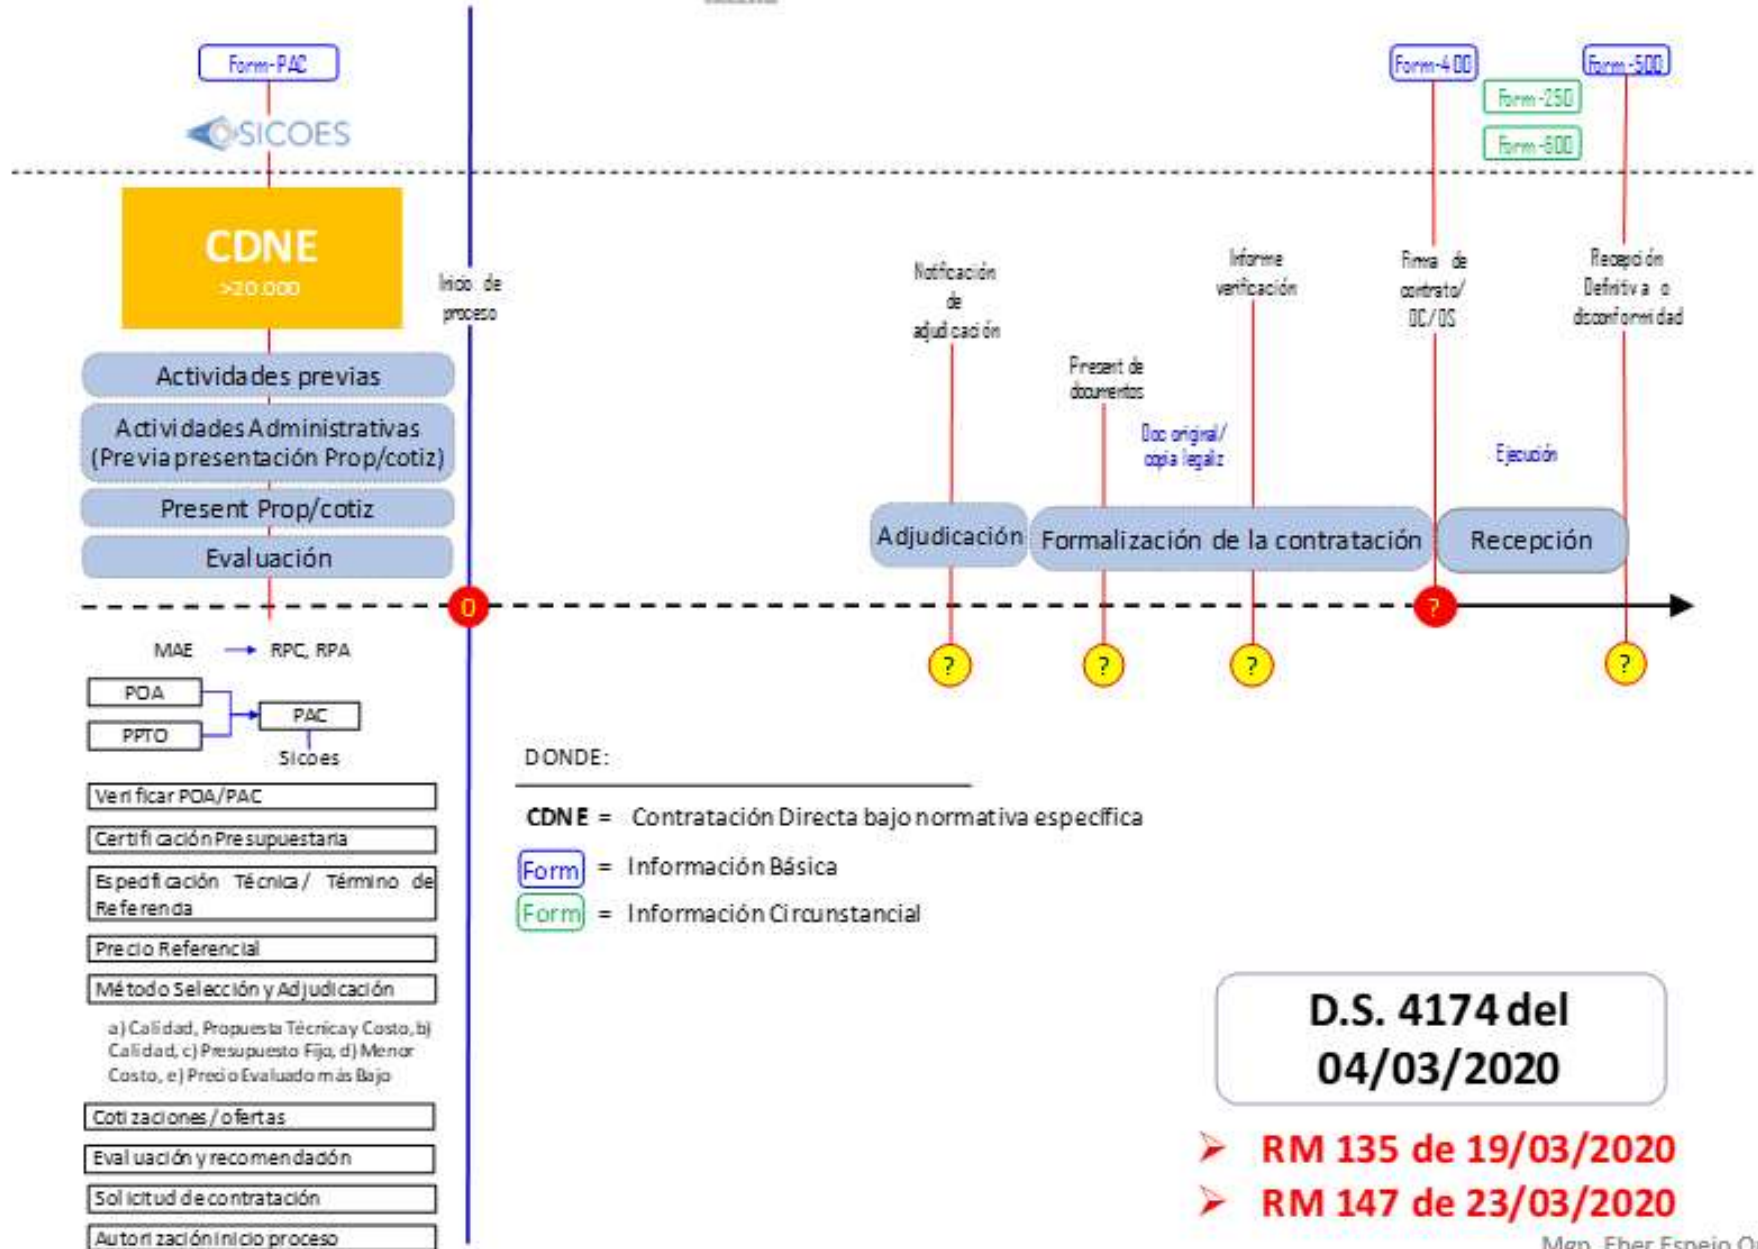 Form-PAC
SICOES
CDNE
>20.000
Actividades previas
Actividades Administrativas
(Previa presentación Prop/cotiz)
Present Prop/cotiz
Evaluación
Inicio de
proceso
0
Form-400
Form-250
Form-600
Form-500
Notificación
de
adjudicación
Present de
documentos
Doc original/
copia legaliz
Informe
verificación
Firma de
contrato/
OC/OS
Recepción
Definitiva o
disconformidad
Ejecución
Adjudicación
Formalización de la contratación
Recepción
?
?
?
?
?
MAE
RPC, RPA
POA
PPTO
PAC
Sicoes
Verificar POA/PAC
Certificación Presupuestaria
Especificación Técnica/ Término de
Referencia
Precio Referencial
Método Selección y Adjudicación
a) Calidad, Propuesta Técnica y Costo, b)
Calidad, c) Presupuesto Fijo, d) Menor
Costo, e) Precio Evaluado más Bajo
Cotizaciones/ofertas
Evaluación y recomendación
Solicitud de contratación
Autorización inicio proceso
DONDE:
CDNE = Contratación Directa bajo normativa específica
Form = Información Básica
Form = Información Circunstancial
D.S. 4174 del
04/03/2020
RM 135 de 19/03/2020
RM 147 de 23/03/2020
Mgp. Eber Espejo